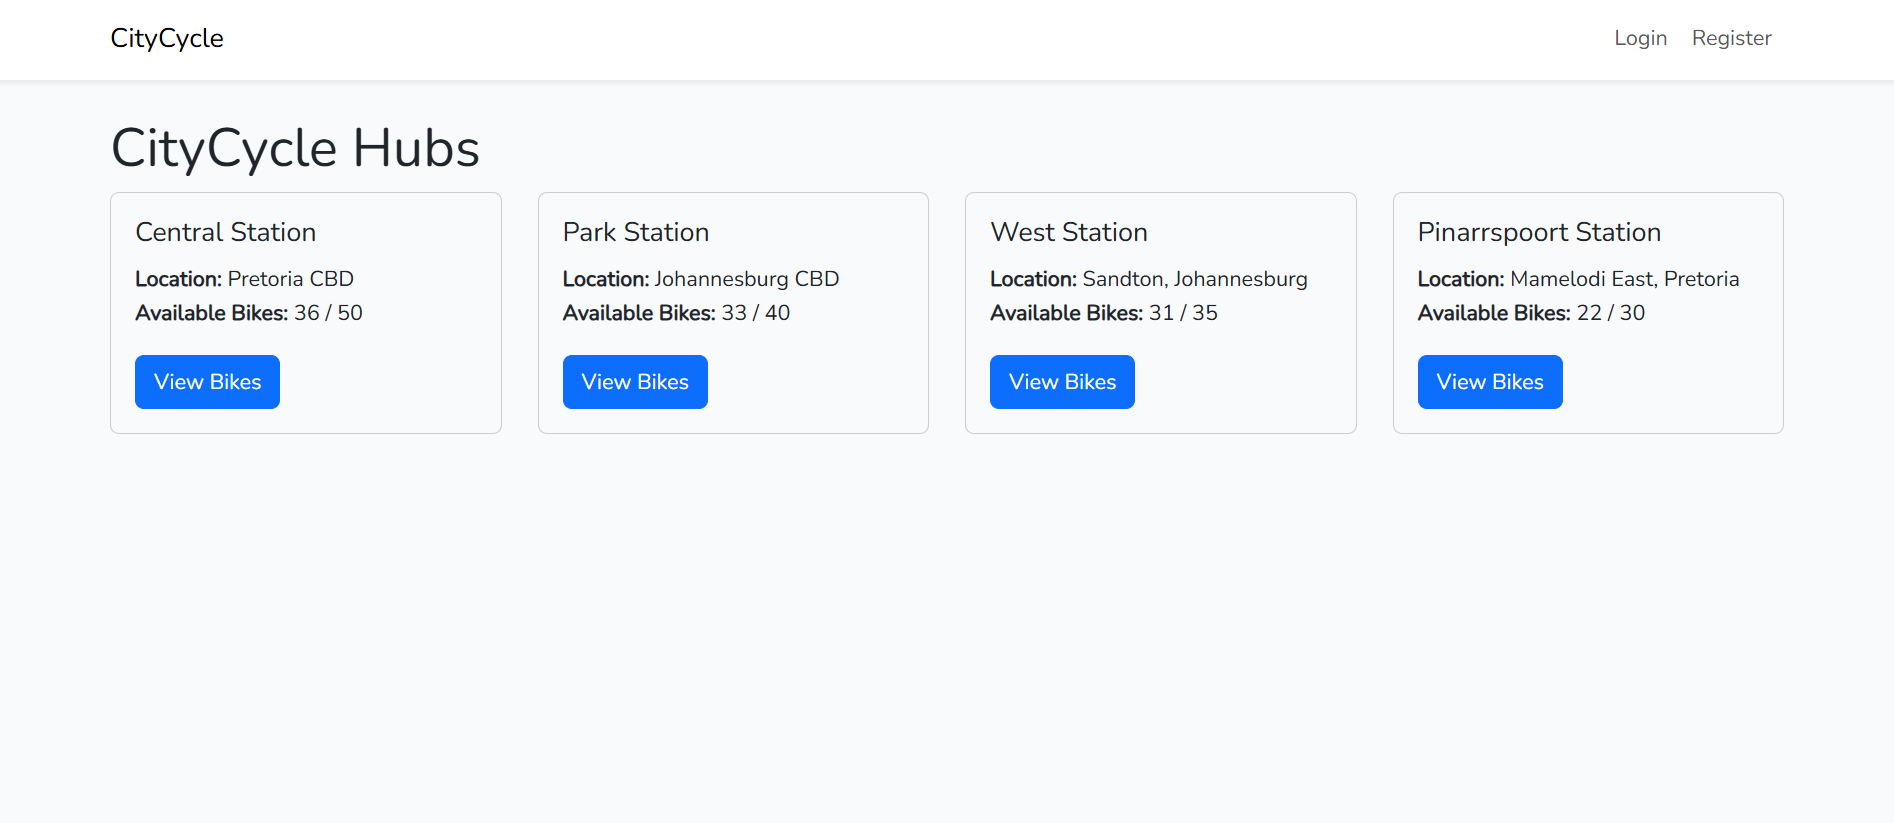 CityCycle
Login Register
CityCycle Hubs
Central Station
Location: Pretoria CBD
Available Bikes: 36 / 50
View Bikes
Park Station
Location: Johannesburg CBD
Available Bikes: 33 / 40
View Bikes
West Station
Location: Sandton, Johannesburg
Available Bikes: 31 / 35
View Bikes
Pinarrspoort Station
Location: Mamelodi East, Pretoria
Available Bikes: 22 / 30
View Bikes